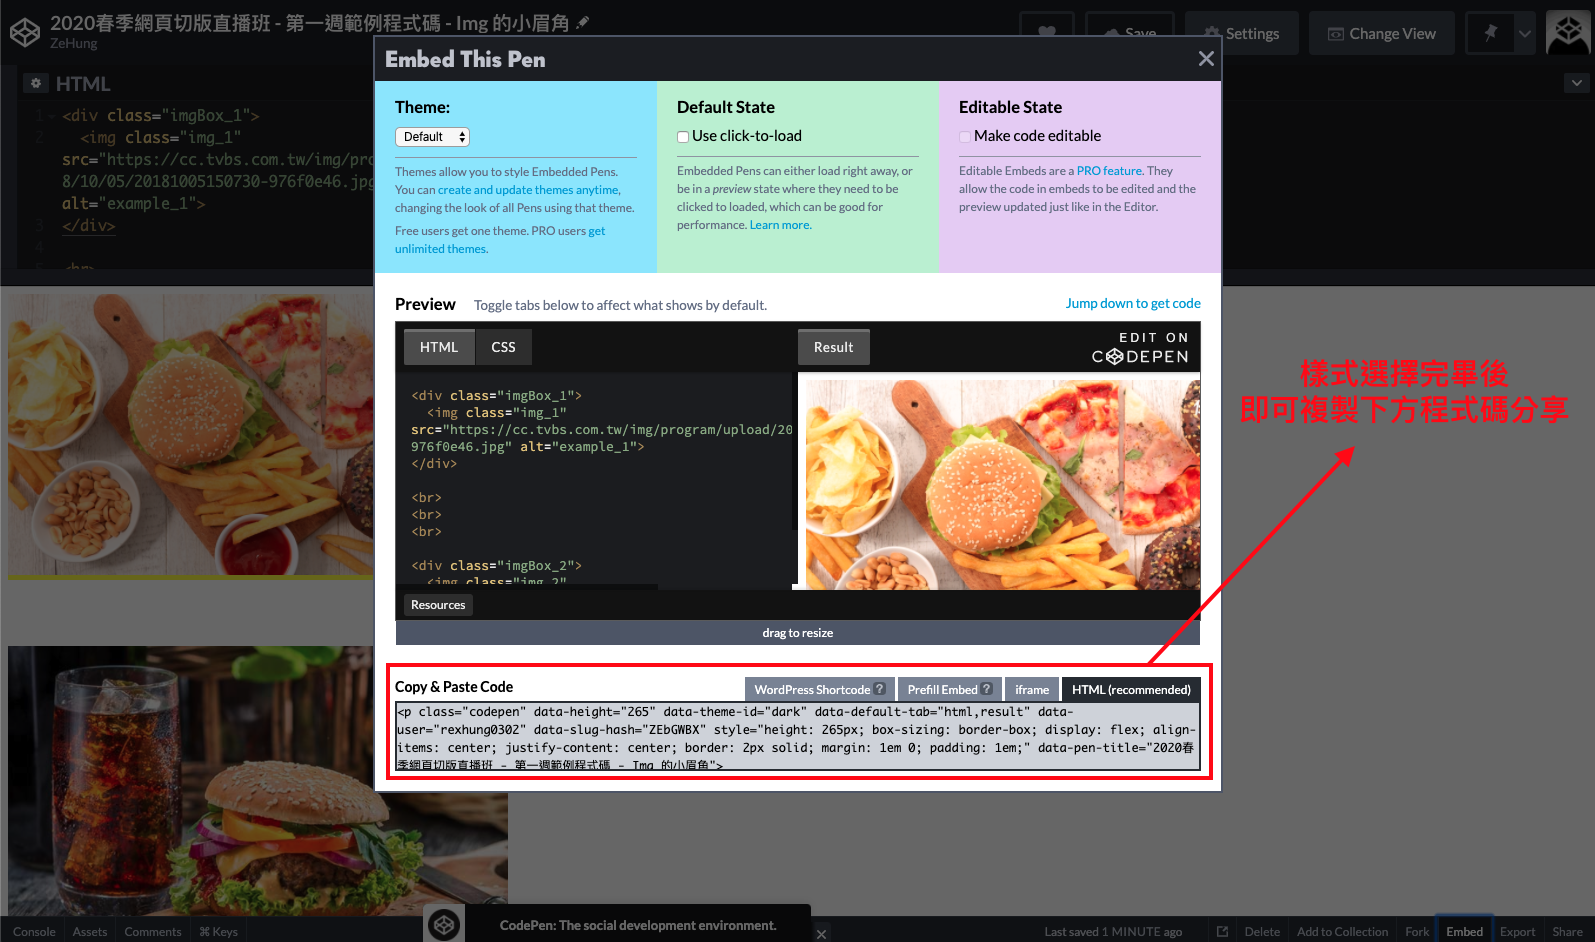 2020春季網頁切版直播班 - 第一週範例程式碼 - Img 的小眉角
ZeHung
Save
Settings
Change View
HTML
1 <div class="imgBox_1">
2 <img class="img_1"
src="https://cc.tvbs.com.tw/img/pro
8/10/05/20181005150730-976f0e46.jpg
alt="example_1">
3 </div>
4
5 <br>
Embed This Pen
Theme:
Default
Themes allow you to style Embedded Pens.
You can create and update themes anytime,
changing the look of all Pens using that theme.
Free users get one theme. PRO users get
unlimited themes.
Default State
Use click-to-load
Embedded Pens can either load right away, or
be in a preview state where they need to be
clicked to loaded, which can be good for
performance. Learn more.
Editable State
Make code editable
Editable Embeds are a PRO feature. They
allow the code in embeds to be edited and the
preview updated just like in the Editor.
Preview Toggle tabs below to affect what shows by default.
Jump down to get code
HTML CSS
Result
EDIT ON
CODEPEN
<div class="imgBox_1">
<img class="img_1"
src="https://cc.tvbs.com.tw/img/program/upload/20
976f0e46.jpg" alt="example_1">
</div>
<br>
<br>
<br>
<div class="imgBox_2">
<img class="img_2"
Resources
drag to resize
樣式選擇完畢後
即可複製下方程式碼分享
Copy & Paste Code
WordPress Shortcode ?
Prefill Embed ?
iframe
HTML (recommended)
<p class="codepen" data-height="265" data-theme-id="dark" data-default-tab="html,result" data-
user="rexhung0302" data-slug-hash="ZEbGWBX" style="height: 265px; box-sizing: border-box; display: flex; align-
items: center; justify-content: center; border: 2px solid; margin: 1em 0; padding: 1em;" data-pen-title="2020春
季網頁切版直播班 - 第一週範例程式碼 - Img 的小眉角">
CodePen: The social development environment.
Console Assets Comments ⌘ Keys
Last saved 1 MINUTE ago
Delete Add to Collection Fork Embed Export Share